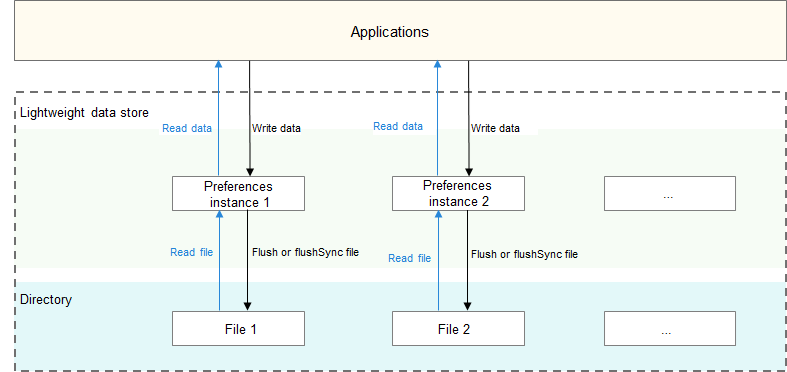 Applications
Lightweight data store
Read data
Write data
Read data
Write data
Preferences
instance 1
Preferences
instance 2
...
Read file
Flush or flushSync file
Read file
Flush or flushSync file
Directory
File 1
File 2
...